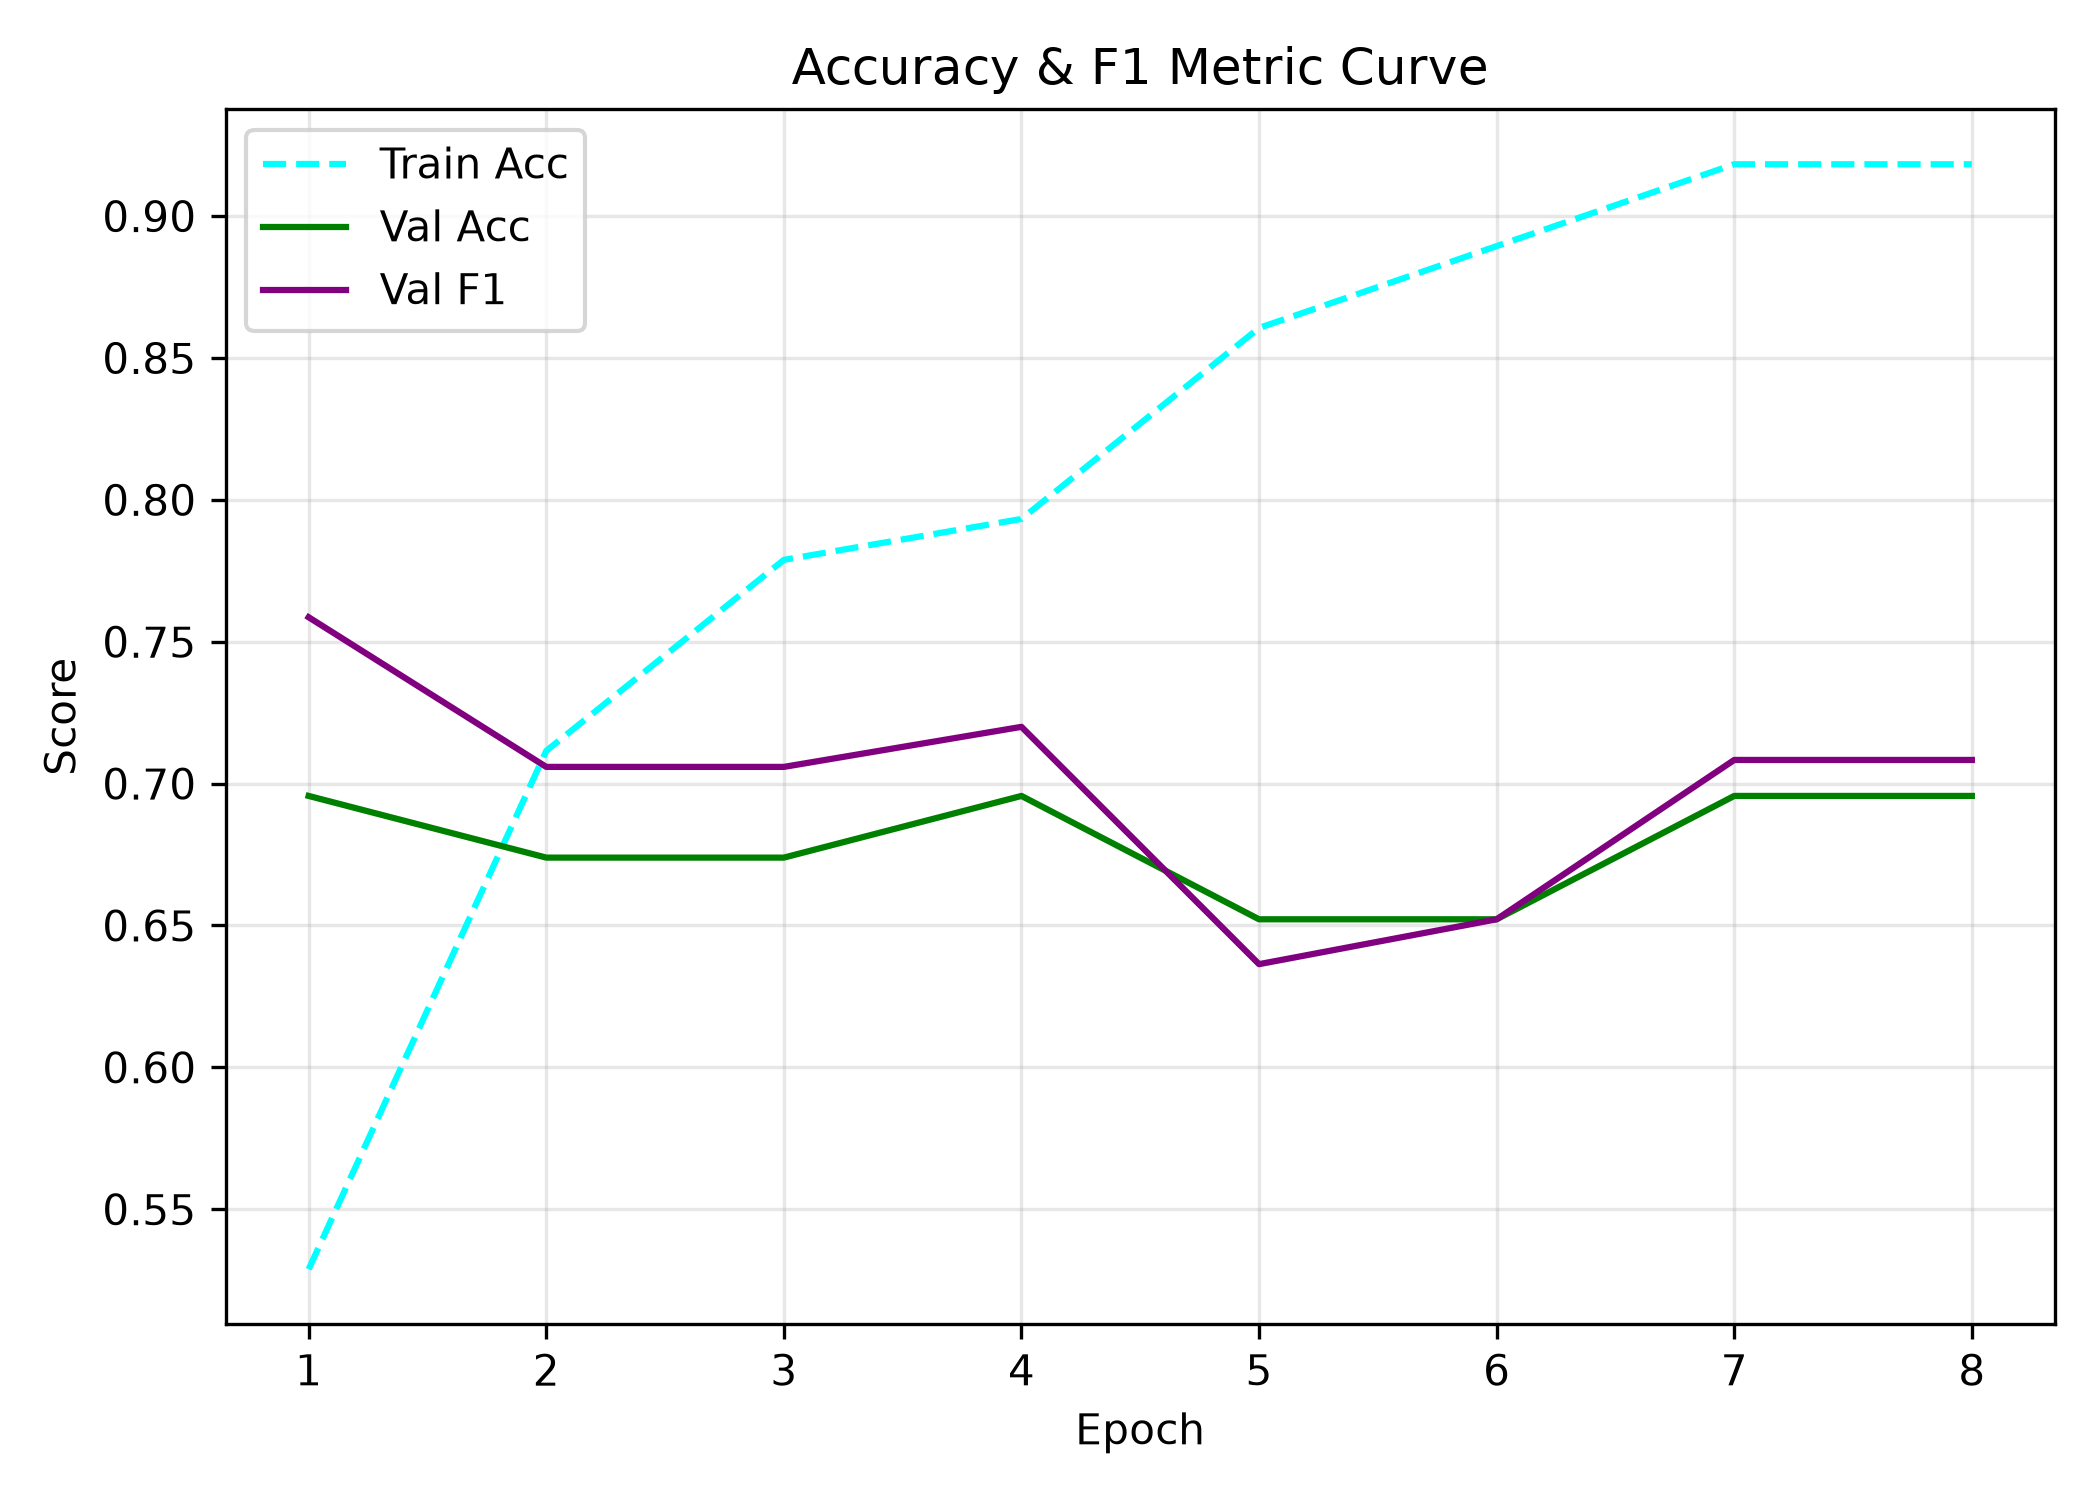 Accuracy & F1 Metric Curve
Train Acc
Val Acc
Val F1
0.90
0.85
0.80
0.75
0.70
0.65
0.60
0.55
Score
1 2 3 4 5 6 7 8
Epoch